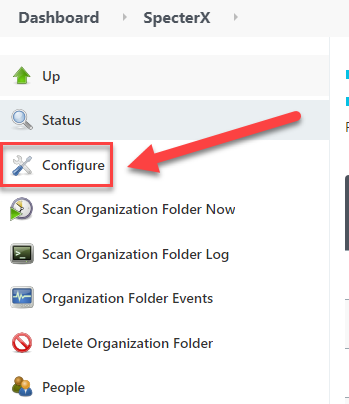 Dashboard SpecterX
Up
Status
Configure
Scan Organization Folder Now
Scan Organization Folder Log
Organization Folder Events
Delete Organization Folder
People